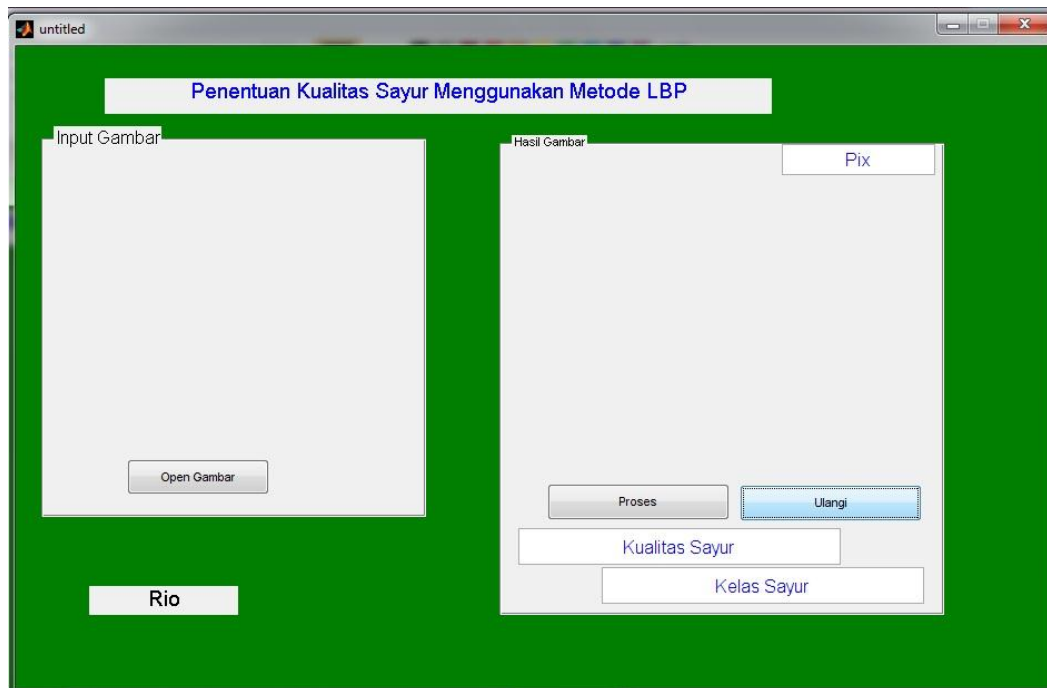 untitled
Penentuan Kualitas Sayur Menggunakan Metode LBP
Input Gambar
Open Gambar
Hasil Gambar
Pix
Proses
Ulangi
Kualitas Sayur
Kelas Sayur
Rio